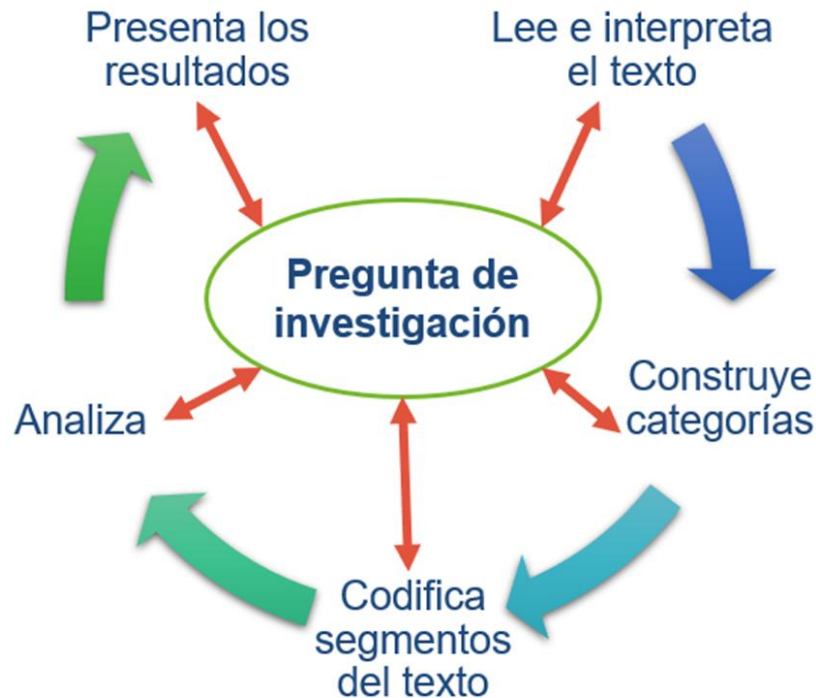 Presenta los
resultados
Lee e interpreta
el texto
Pregunta de
investigación
Construye
categorías
Analiza
Codifica
segmentos
del texto